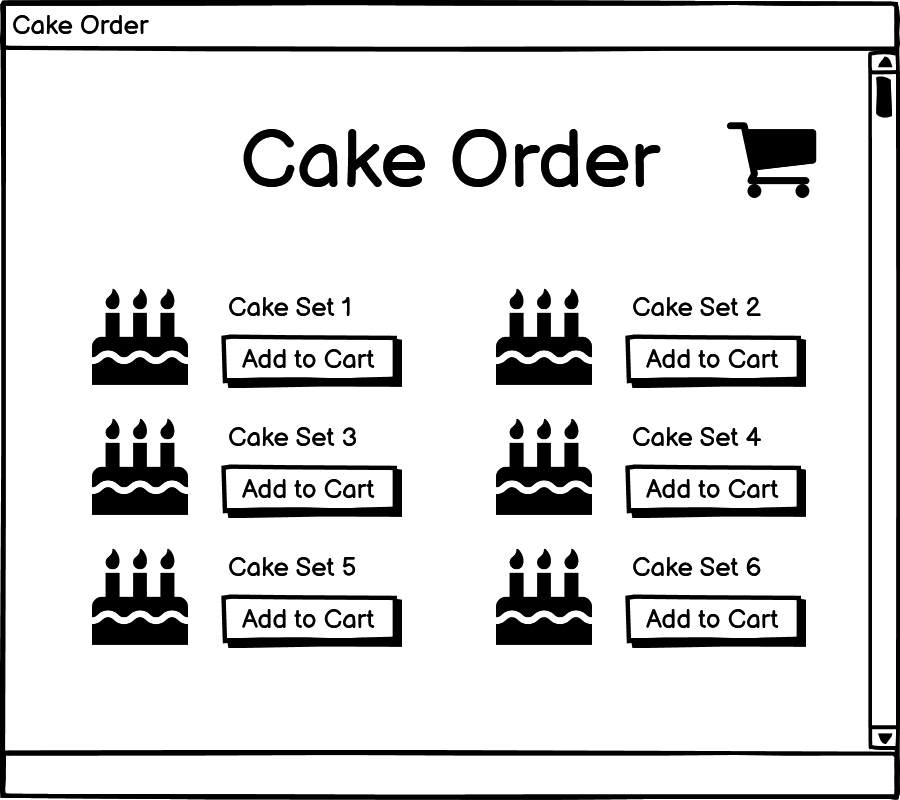 Cake Order
Cake Order
Cake Set 1
Add to Cart
Cake Set 2
Add to Cart
Cake Set 3
Add to Cart
Cake Set 4
Add to Cart
Cake Set 5
Add to Cart
Cake Set 6
Add to Cart